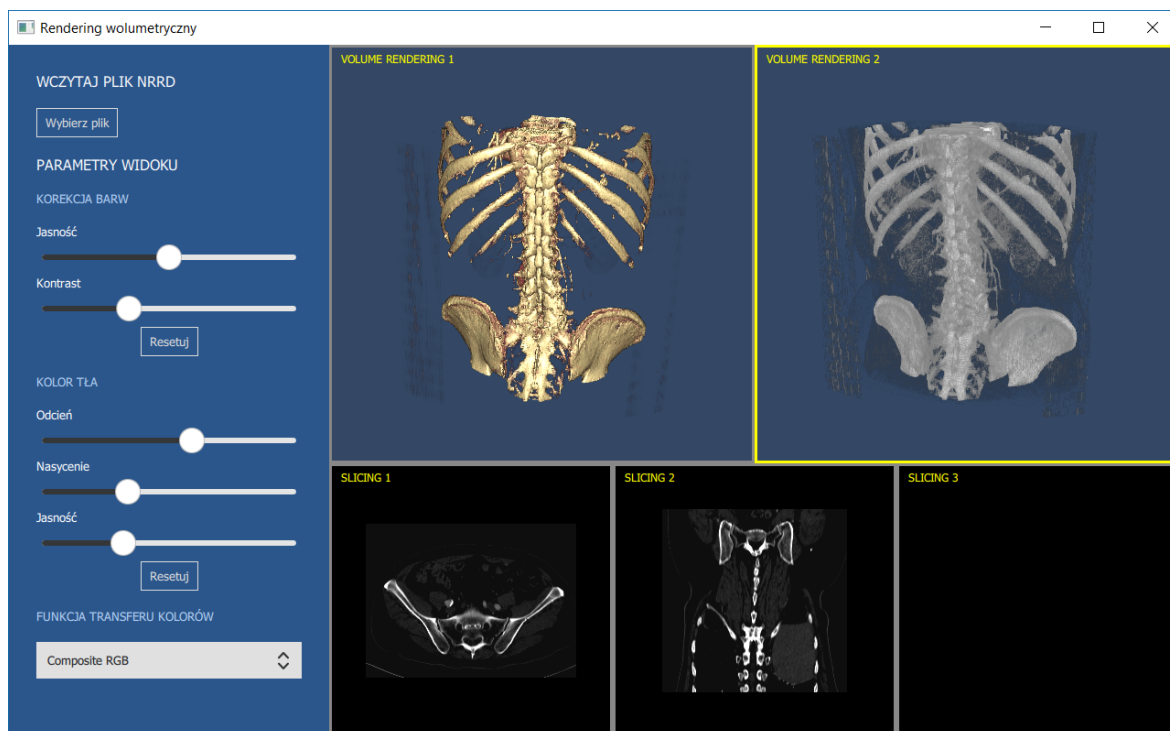 Rendering wolumetryczny
WCZYTAJ PLIK NRRD
Wybierz plik
PARAMETRY WIDOKU
KOREKCJA BARW
Jasność
Kontrast
Resetuj
KOLOR TŁA
Odcień
Nasycenie
Jasność
Resetuj
FUNKCJA TRANSFERU KOLORÓW
Composite RGB
VOLUME RENDERING 1
VOLUME RENDERING 2
SLICING 1
SLICING 2
SLICING 3